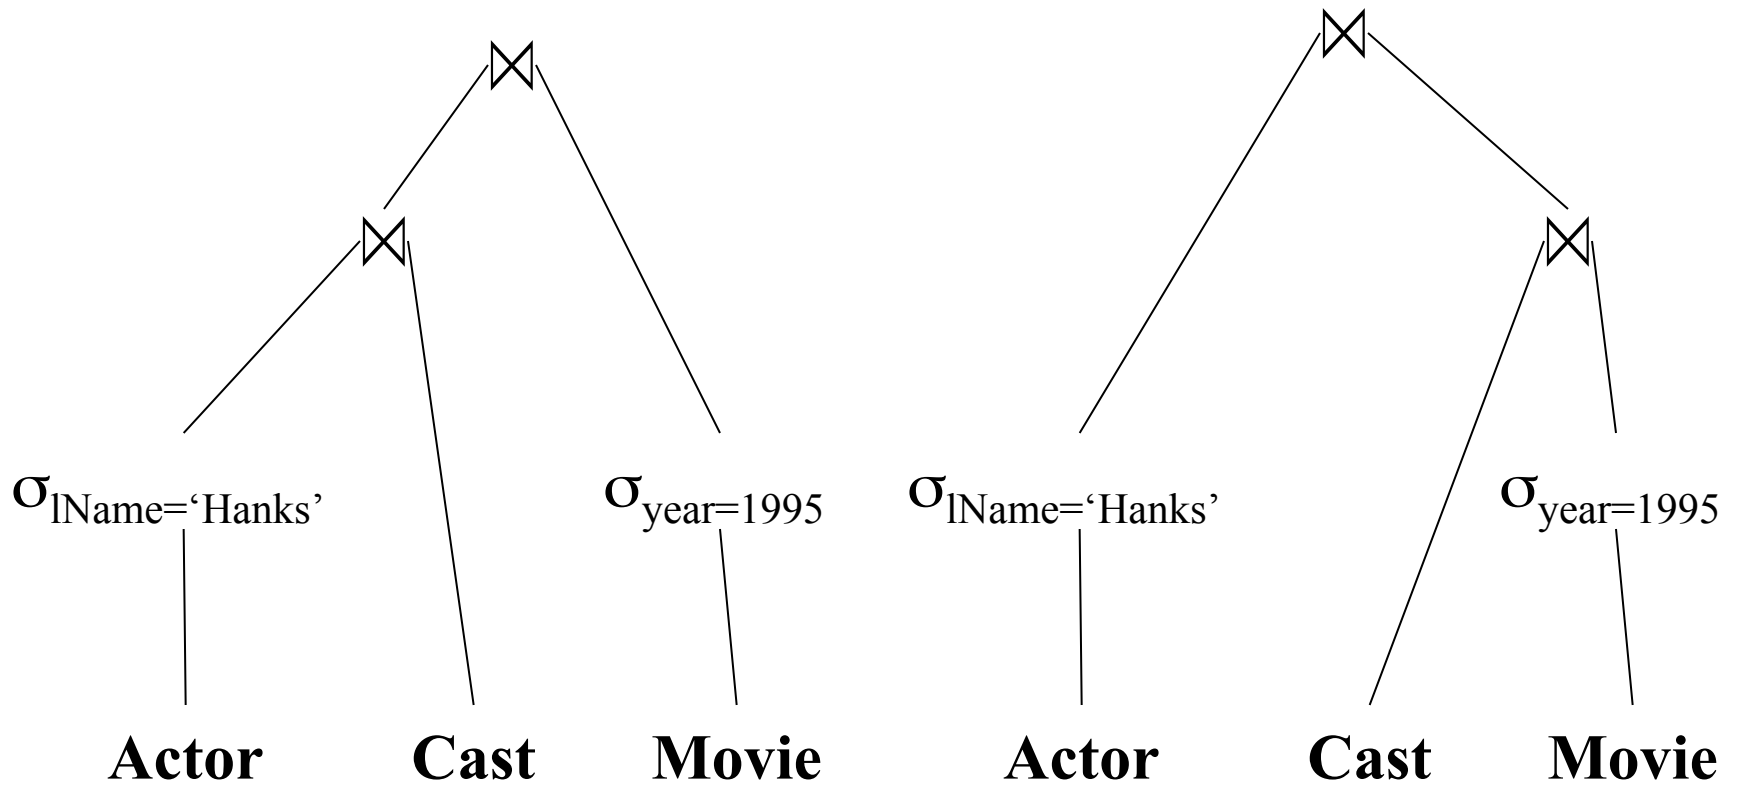 ⋈ ⋈
⋈ ⋈
σlName=‘Hanks’ σyear=1995 σlName=‘Hanks’ σyear=1995
Actor Cast Movie Actor Cast Movie